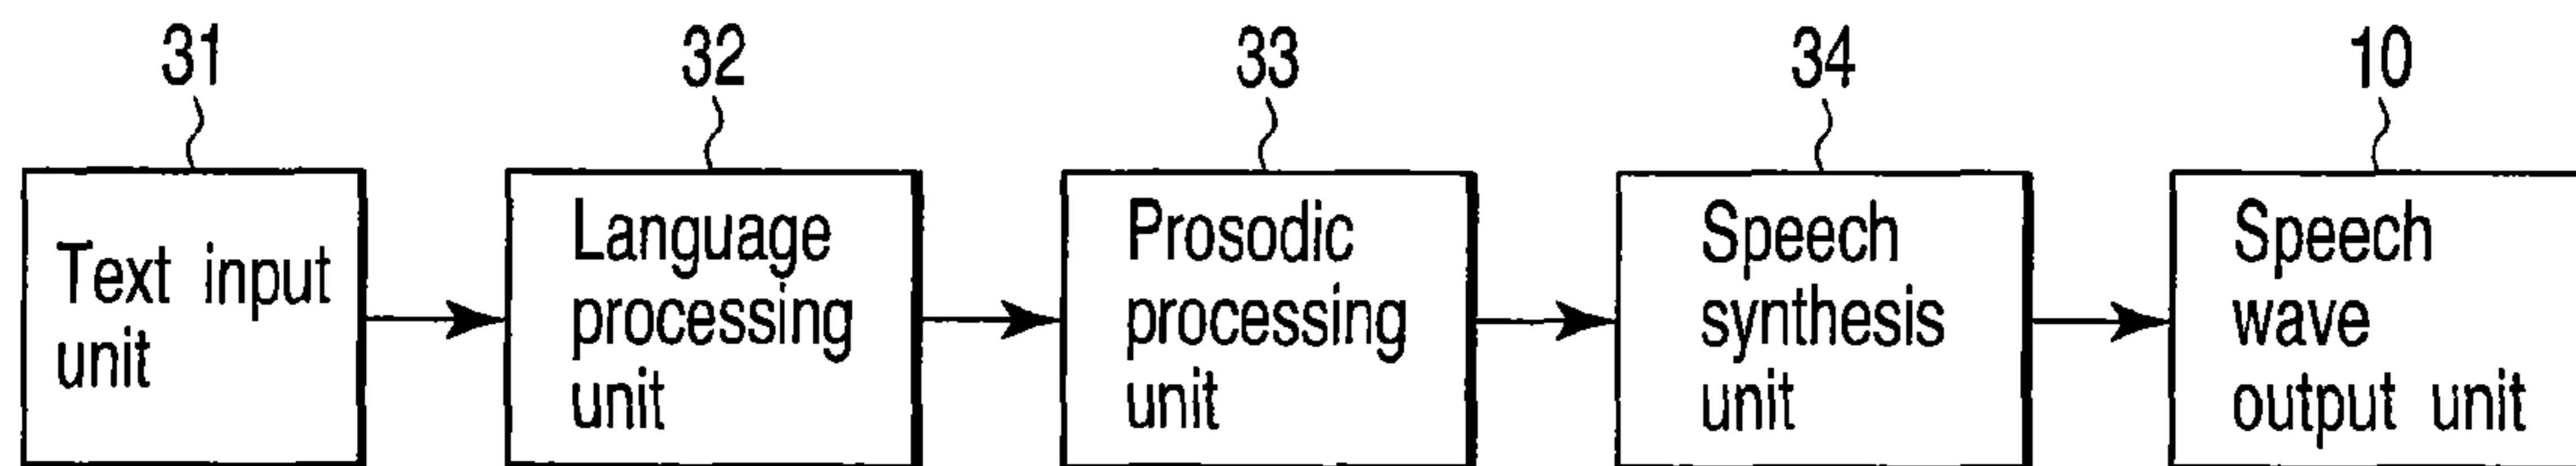 31 32 33 34 10
Text input
unit
Language
processing
unit
Prosodic
processing
unit
Speech
synthesis
unit
Speech
wave
output unit